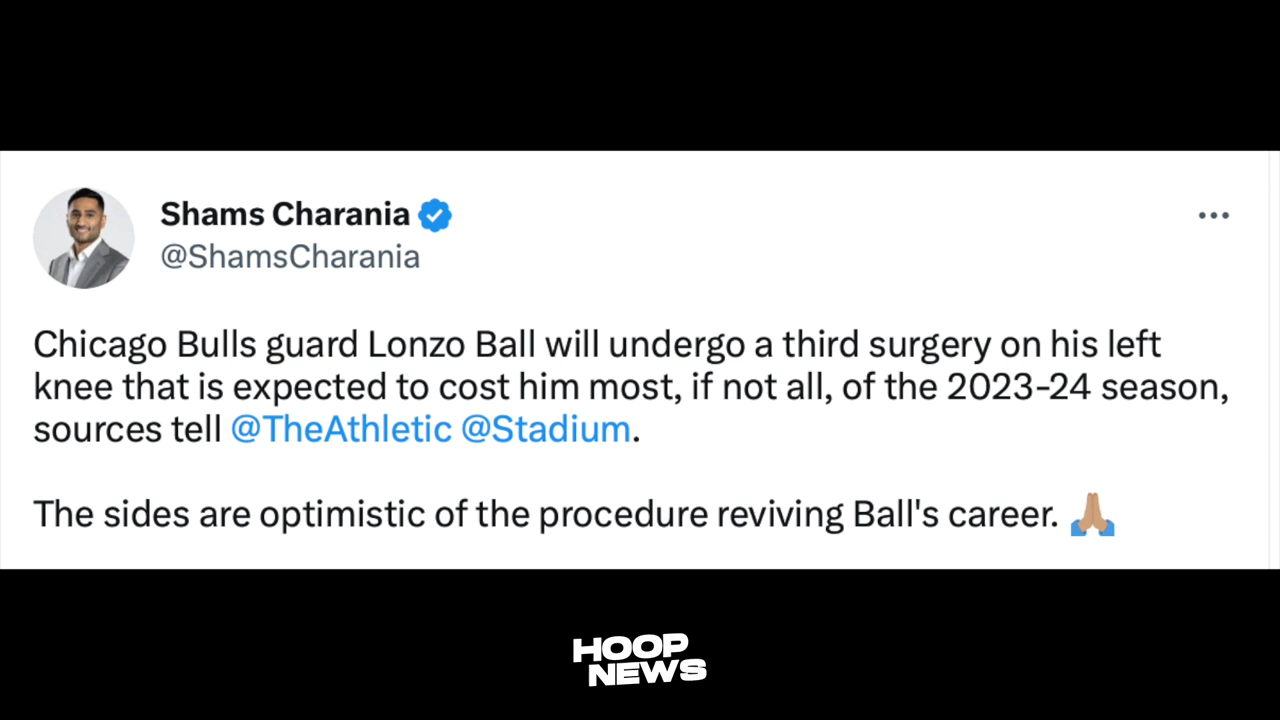 Shams Charania
@ShamsCharania
Chicago Bulls guard Lonzo Ball will undergo a third surgery on his left
knee that is expected to cost him most, if not all, of the 2023-24 season,
sources tell @TheAthletic @Stadium.
The sides are optimistic of the procedure reviving Ball's career. 🙏🏽
HOOP
NEWS